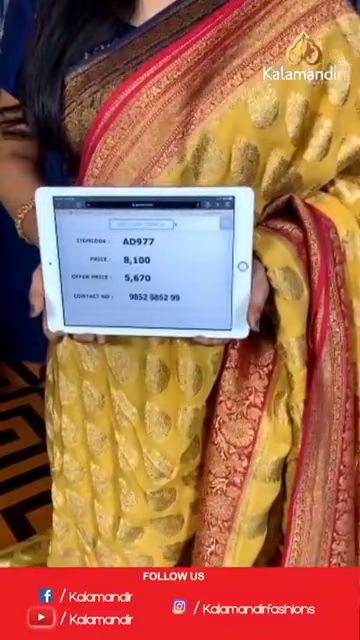 Kalamandir
ITEMCODE : AD977
PRICE : 8,100
OFFER PRICE : 5,670
CONTACT NO : 9852 9852 99
FOLLOW US
/Kalamandir
/Kalamandir
/Kalamandirfashions